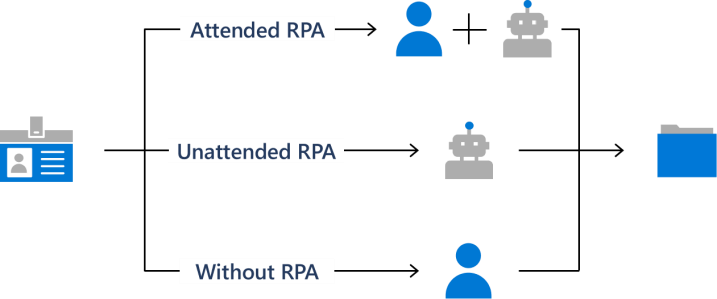 Attended RPA
Unattended RPA
Without RPA